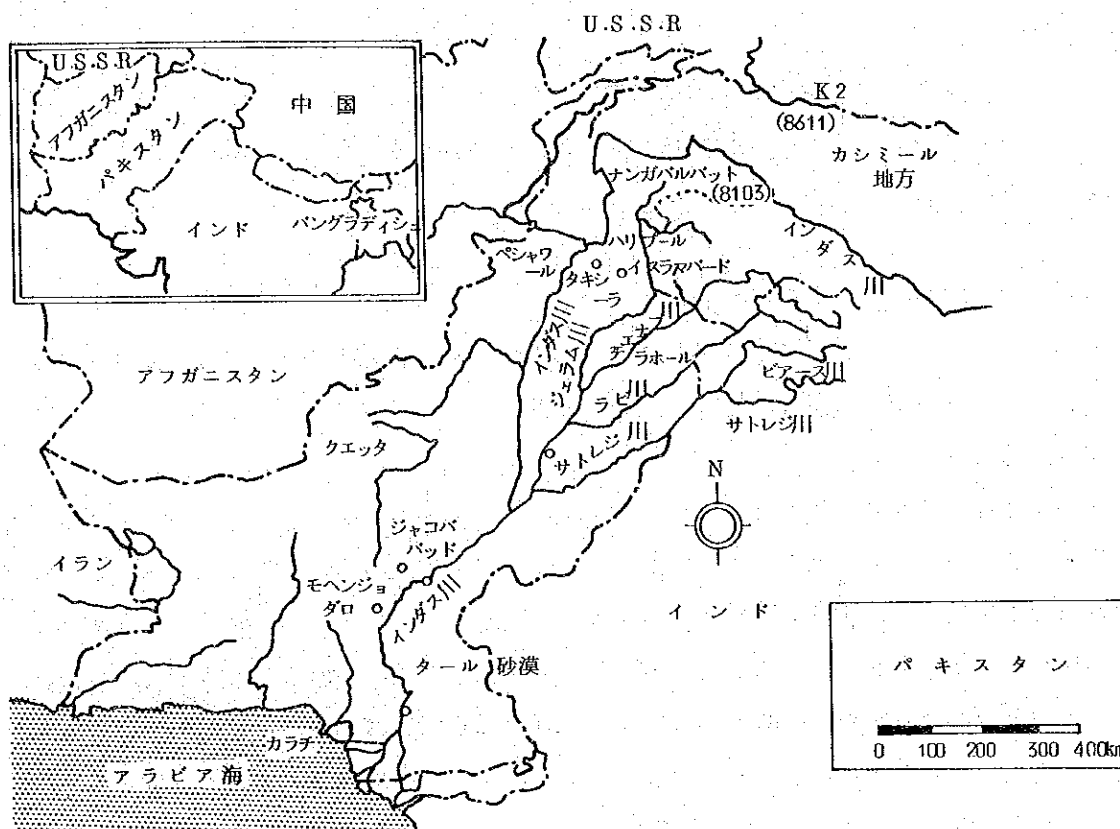 U.S.S.R
U.S.S.R
アフガニスタン
中国
パキスタン
インド
バングラディシュ
K2
(8611)
カシミール
地方
ナンガパルバット
(8103)
インダス川
ペシャワ
ール
ハリプール
タキシ
ーラ
イスラマバード
インダス川
ジェラム川
チェナー川
ラホール
ラビ川
ビアース川
サトレジ川
サトレジ川
アフガニスタン
クエッタ
N
ジャコバ
バッド
イラン
モヘンジョ
ダロ
インダス川
インド
タール砂漠
カラチ
アラビア海
パキスタン
0 100 200 300 400km